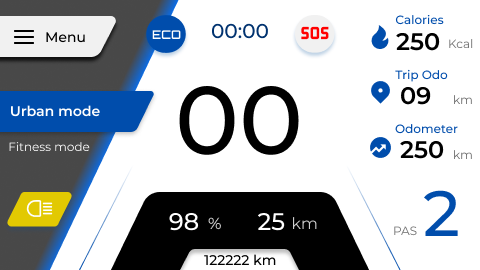 Menu
ECO
00:00
SOS
Calories
250 Kcal
Urban mode
Fitness mode
00
Trip Odo
09 km
Odometer
250 km
98 % 25 km
122222 km
PAS 2